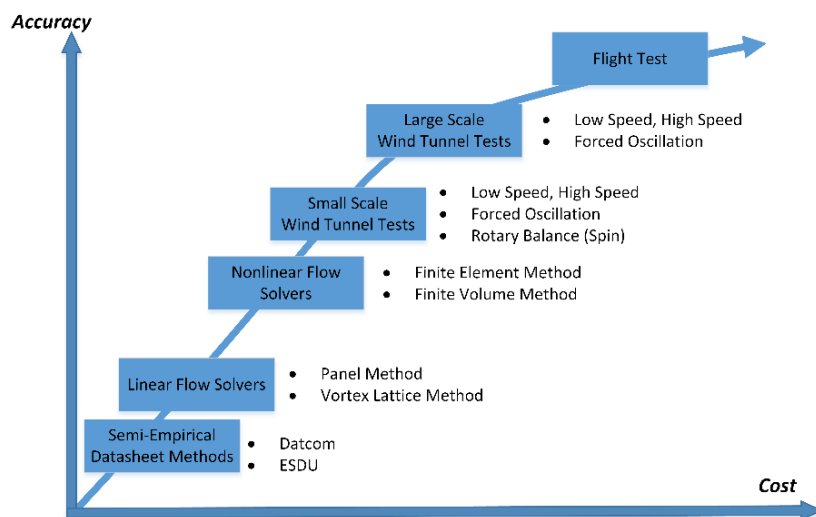 Accuracy
Flight Test
Large Scale
Wind Tunnel Tests
• Low Speed, High Speed
• Forced Oscillation
Small Scale
Wind Tunnel Tests
• Low Speed, High Speed
• Forced Oscillation
• Rotary Balance (Spin)
Nonlinear Flow
Solvers
• Finite Element Method
• Finite Volume Method
Linear Flow Solvers
• Panel Method
• Vortex Lattice Method
Semi-Empirical
Datasheet Methods
• Datcom
• ESDU
Cost